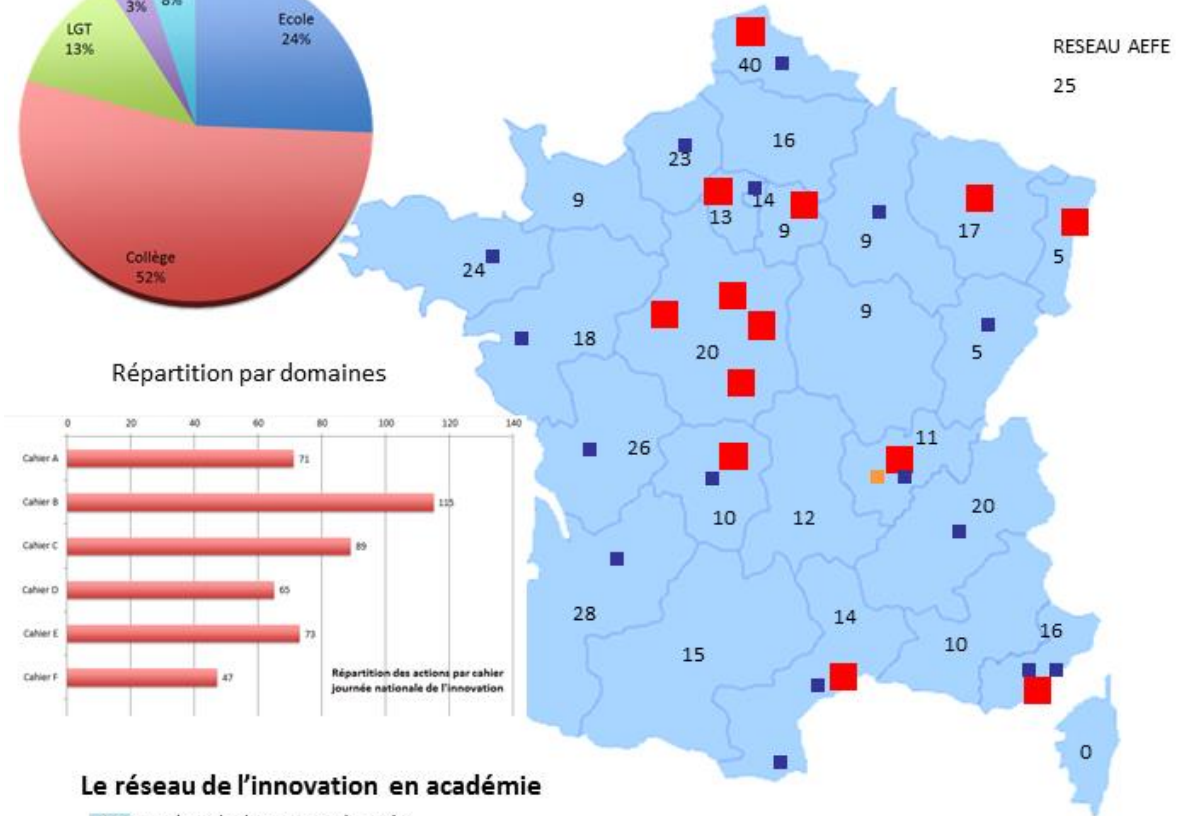 3%
8%
LGT
13%
Ecole
24%
Collège
52%
RESEAU AEFE
25
40
16
23
9
14
13
9
9
17
5
24
18
20
9
5
26
11
10
12
20
28
14
15
10
16
0
Répartition par domaines
0 20 40 60 80 100 120 140
Cahier A 71
Cahier B 115
Cahier C 89
Cahier D 65
Cahier E 73
Cahier F 47
Répartition des actions par cahier
journée nationale de l'innovation
Le réseau de l'innovation en académie